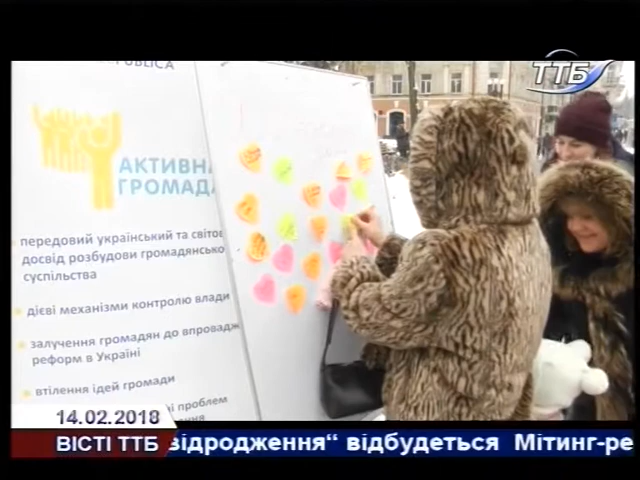 ТТБ
АКТИВНА
ГРОМАДА
передовий український та світов
досвід розбудови громадянсько
суспільства
дієві механізми контролю влади
залучення громадян до впровадж
реформ в Україні
втілення ідей громади
проблем
14.02.2018
ВІСТІ ТТБ
відродження“ відбудеться Мітинг-ре